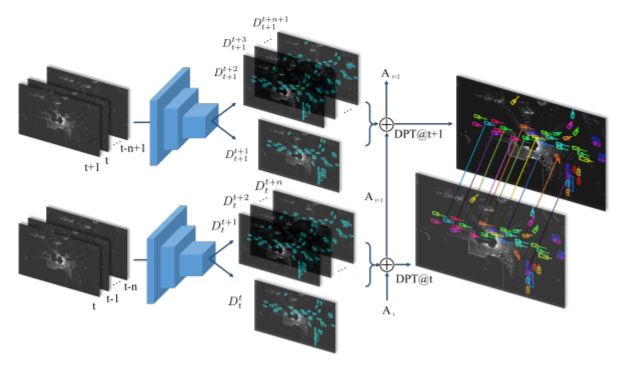 D_{t+1}^{t+n+1}
...
D_{t+1}^{t+3}
D_{t+1}^{t+2}
A_{t+2}
DPT@t+1
D_{t+1}^{t+1}
t+1 t t-n+1
...
D_t^{t+n}
...
D_t^{t+2}
D_t^{t+1}
A_{t+1}
...
DPT@t
D_t^t
t t-1 t-n
...
A_t